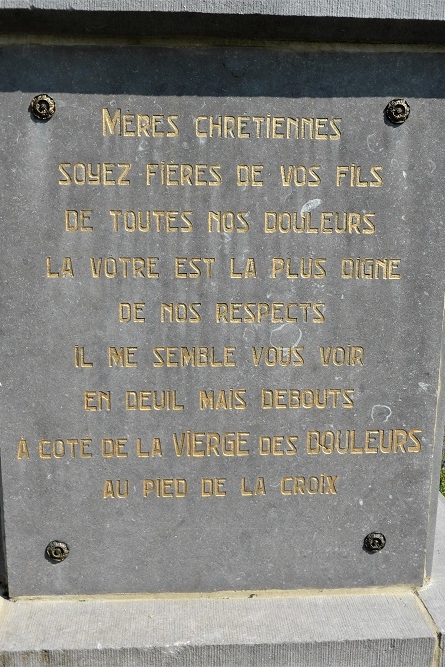 MÈRES CHRETIENNES
SOYEZ FIÈRES DE VOS FILS
DE TOUTES NOS DOULEURS
LA VOTRE EST LA PLUS DIGNE
DE NOS RESPECTS
IL ME SEMBLE VOUS VOIR
EN DEUIL MAIS DEBOUTS
À COTÉ DE LA VIERGE DES DOULEURS
AU PIED DE LA CROIX